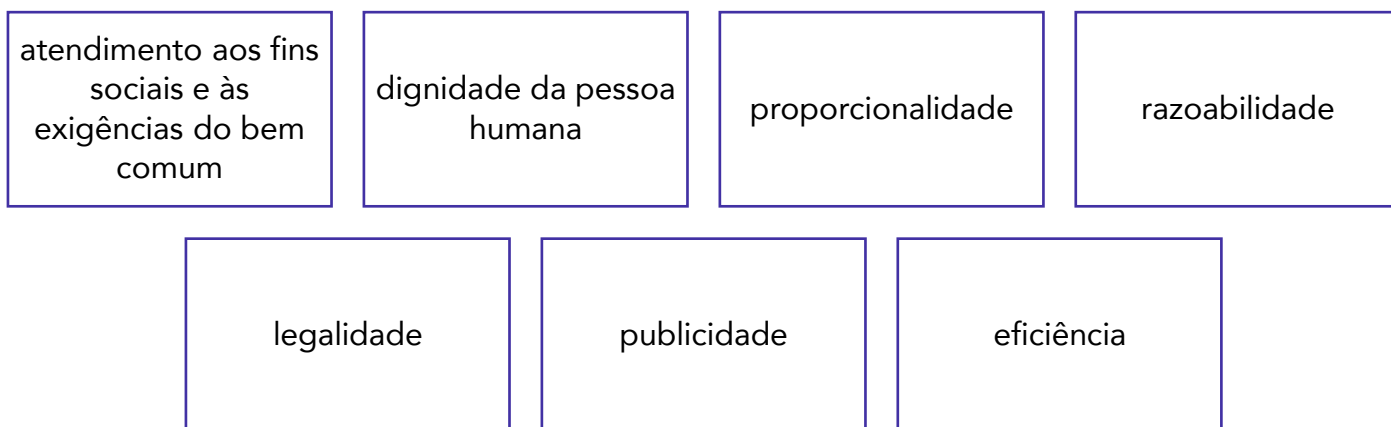 atendimento aos fins
sociais e às
exigências do bem
comum
dignidade da pessoa
humana
proporcionalidade
razoabilidade
legalidade
publicidade
eficiência